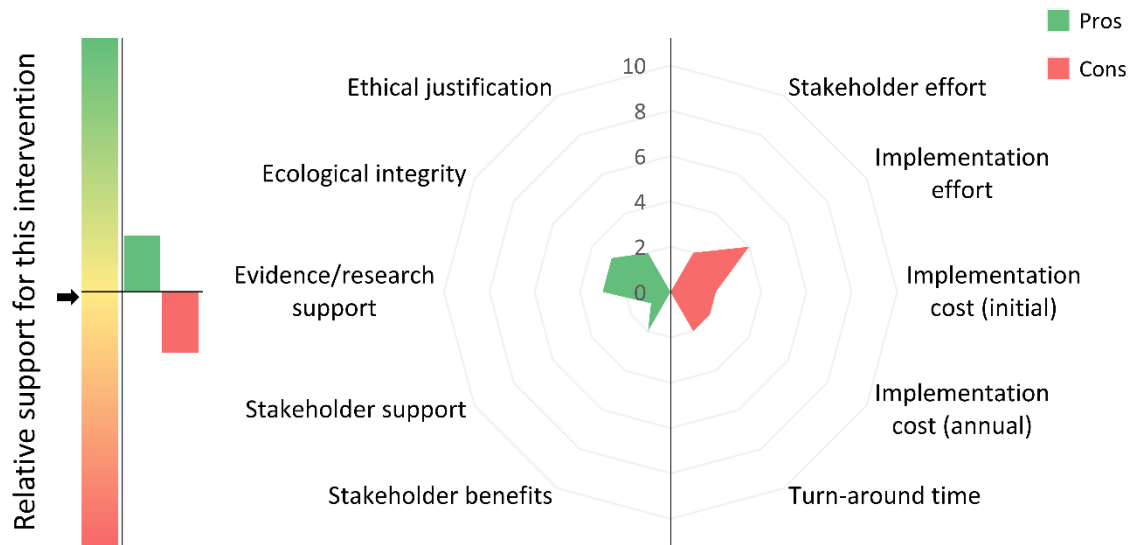 Relative support for this intervention
Pros
Cons
Ethical justification
Ecological integrity
Evidence/research
support
Stakeholder support
Stakeholder benefits
10
8
6
4
2
0
Stakeholder effort
Implementation
effort
Implementation
cost (initial)
Implementation
cost (annual)
Turn-around time